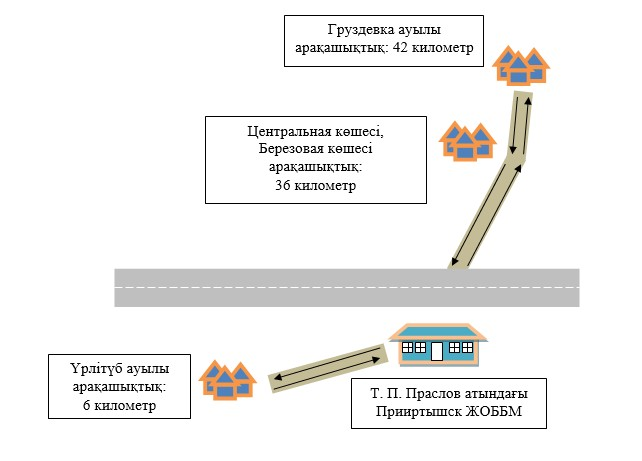 Груздевка ауылы
арақашықтық: 42 километр
Центральная көшесі,
Березовая көшесі
арақашықтық:
36 километр
Үрлітүб ауылы
арақашықтық:
6 километр
Т. П. Праслов атындағы
Прииртышск ЖОББМ